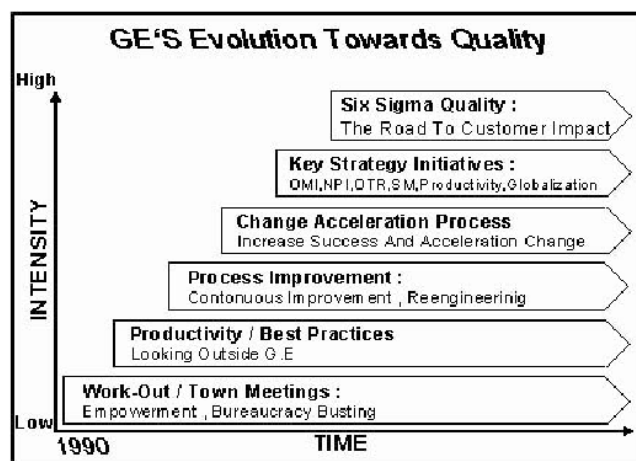 GE'S Evolution Towards Quality
High
Six Sigma Quality :
The Road To Customer Impact
Key Strategy Initiatives :
QMI,NPI,OTR,SM,Productivity,Globalization
Change Acceleration Process
Increase Success And Acceleration Change
Process Improvement :
Contonuous Improvement , Reengineerinig
Productivity / Best Practices
Looking Outside G.E
Work-Out / Town Meetings :
Empowerment , Bureaucracy Busting
INTENSITY
Low
1990
TIME